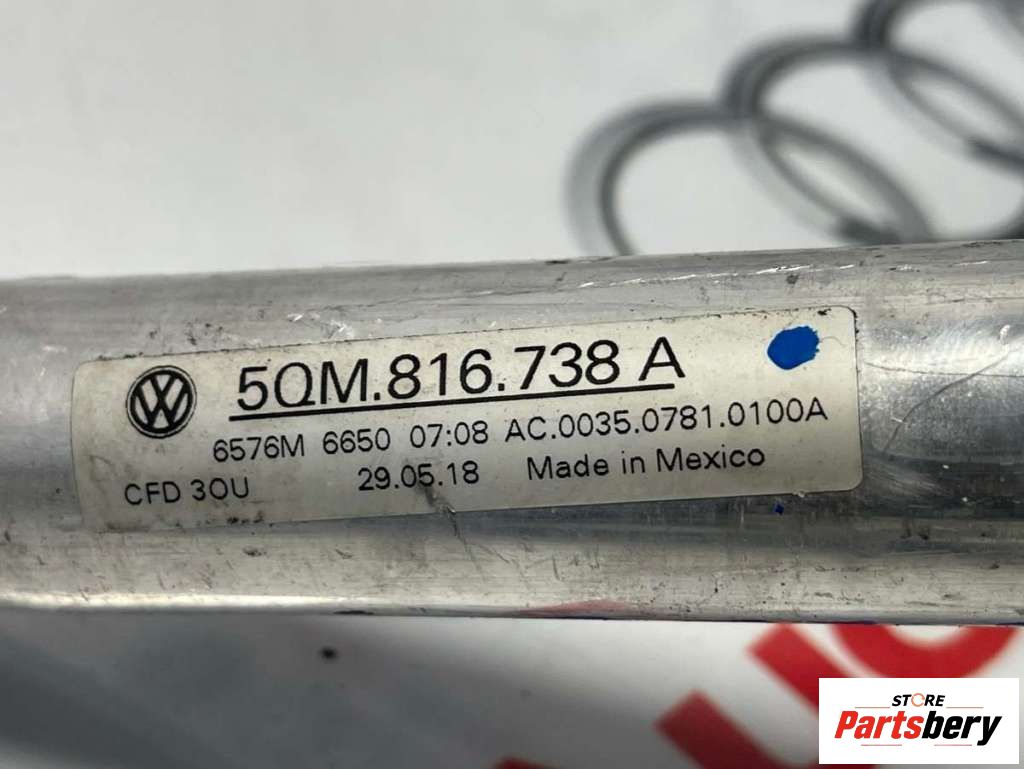 5QM.816.738 A
6576M 6650 07:08 AC.0035.0781.0100A
CFD 3OU 29.05.18 Made in Mexico
STORE
Partsbery